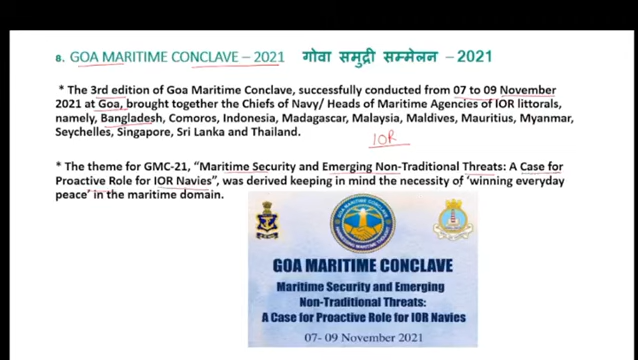 8. GOA MARITIME CONCLAVE – 2021 गोवा समुद्री सम्मेलन – 2021
* The 3rd edition of Goa Maritime Conclave, successfully conducted from 07 to 09 November
2021 at Goa, brought together the Chiefs of Navy/ Heads of Maritime Agencies of IOR littorals,
namely, Bangladesh, Comoros, Indonesia, Madagascar, Malaysia, Maldives, Mauritius, Myanmar,
Seychelles, Singapore, Sri Lanka and Thailand.
IOR
* The theme for GMC-21, “Maritime Security and Emerging Non-Traditional Threats: A Case for
Proactive Role for IOR Navies”, was derived keeping in mind the necessity of ‘winning everyday
peace’ in the maritime domain.
GOA MARITIME CONCLAVE
GOA MARITIME CONCLAVE
Maritime Security and Emerging
Non-Traditional Threats:
A Case for Proactive Role for IOR Navies
07-09 November 2021